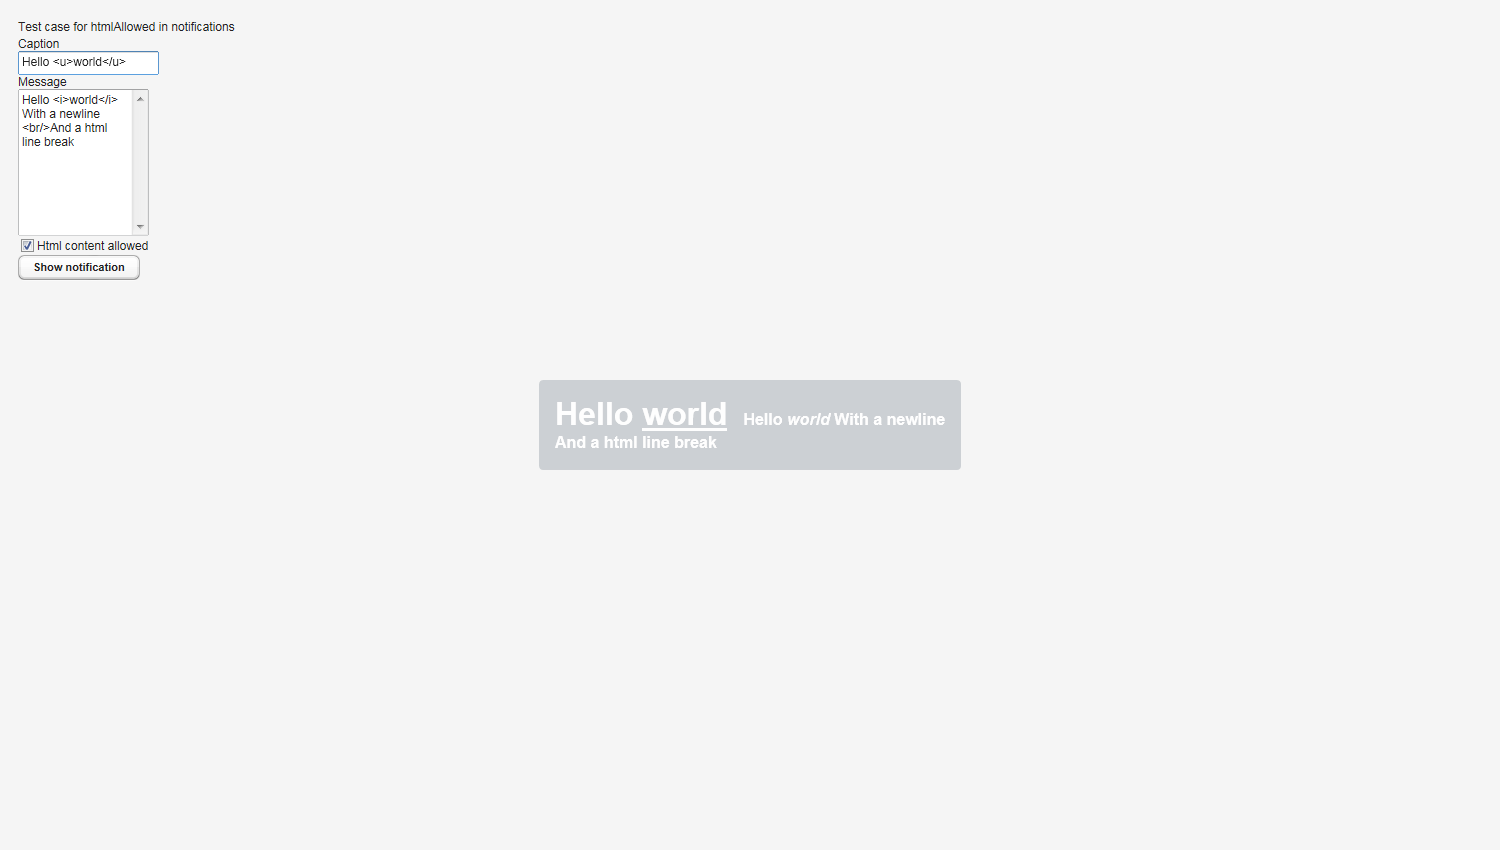 Test case for htmlAllowed in notifications
Caption
Hello <u>world</u>
Message
Hello <i>world</i>
With a newline
<br/>And a html
line break
Html content allowed
Show notification
Hello world Hello world With a newline
And a html line break